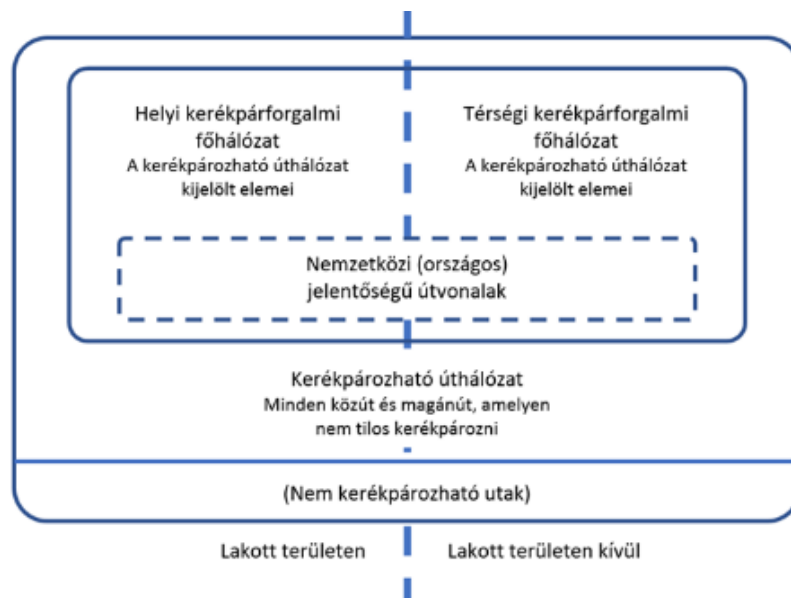 Helyi kerékpárforgalmi
főhálózat
A kerékpározható úthálózat
kijelölt elemei
Térségi kerékpárforgalmi
főhálózat
A kerékpározható úthálózat
kijelölt elemei
Nemzetközi (országos)
jelentőségű útvonalak
Kerékpározható úthálózat
Minden közút és magánút, amelyen
nem tilos kerékpározni
(Nem kerékpározható utak)
Lakott területen
Lakott területen kívül